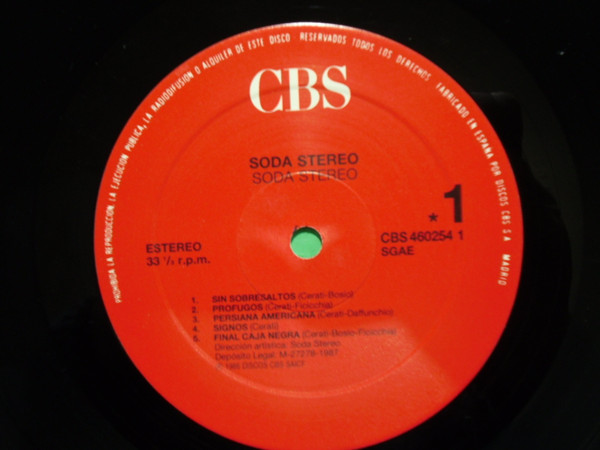 PROHIBIDA LA REPRODUCCION, LA EJECUCION PUBLICA, LA RADIODIFUSION O ALQUILER DE ESTE DISCO RESERVADOS TODOS LOS DERECHOS FABRICADO EN ESPAÑA POR DISCOS CBS S.A. MADRID
CBS
SODA STEREO
SODA STEREO
* 1
ESTEREO
33 1/3 r.p.m.
CBS 460254 1
SGAE
1. SIN SOBRESALTOS (Cerati-Bosio)
2. PROFUGOS (Cerati-Ficicchia)
3. PERSIANA AMERICANA (Cerati-Daffunchio)
4. SIGNOS (Cerati)
5. FINAL CAJA NEGRA (Cerati-Bosio-Ficicchia)
Dirección artística: Soda Stereo
Depósito Legal: M-27278-1987
DISCOS CBS